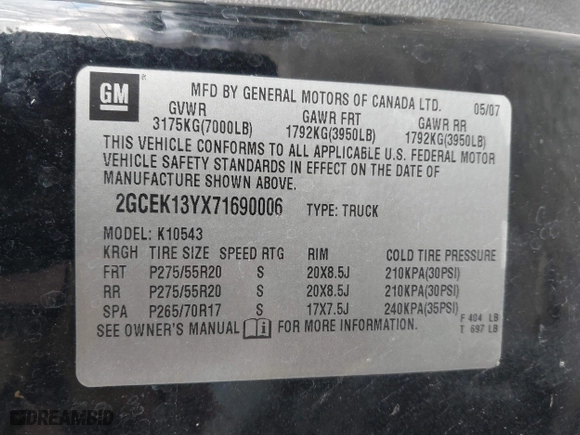 GM ® MFD BY GENERAL MOTORS OF CANADA LTD. 05/07
GVWR GAWR FRT GAWR RR
3175KG(7000LB) 1792KG(3950LB) 1792KG(3950LB)
THIS VEHICLE CONFORMS TO ALL APPLICABLE U.S. FEDERAL MOTOR
VEHICLE SAFETY STANDARDS IN EFFECT ON THE DATE OF
MANUFACTURE SHOWN ABOVE.
2GCEK13YX71690006 TYPE: TRUCK
MODEL: K10543
KRGH TIRE SIZE SPEED RTG RIM COLD TIRE PRESSURE
FRT P275/55R20 S 20X8.5J 210KPA(30PSI)
RR P275/55R20 S 20X8.5J 210KPA(30PSI)
SPA P265/70R17 S 17X7.5J 240KPA(35PSI)
F 404 LB
SEE OWNER'S MANUAL i FOR MORE INFORMATION. T 697 LB
DREAMBID